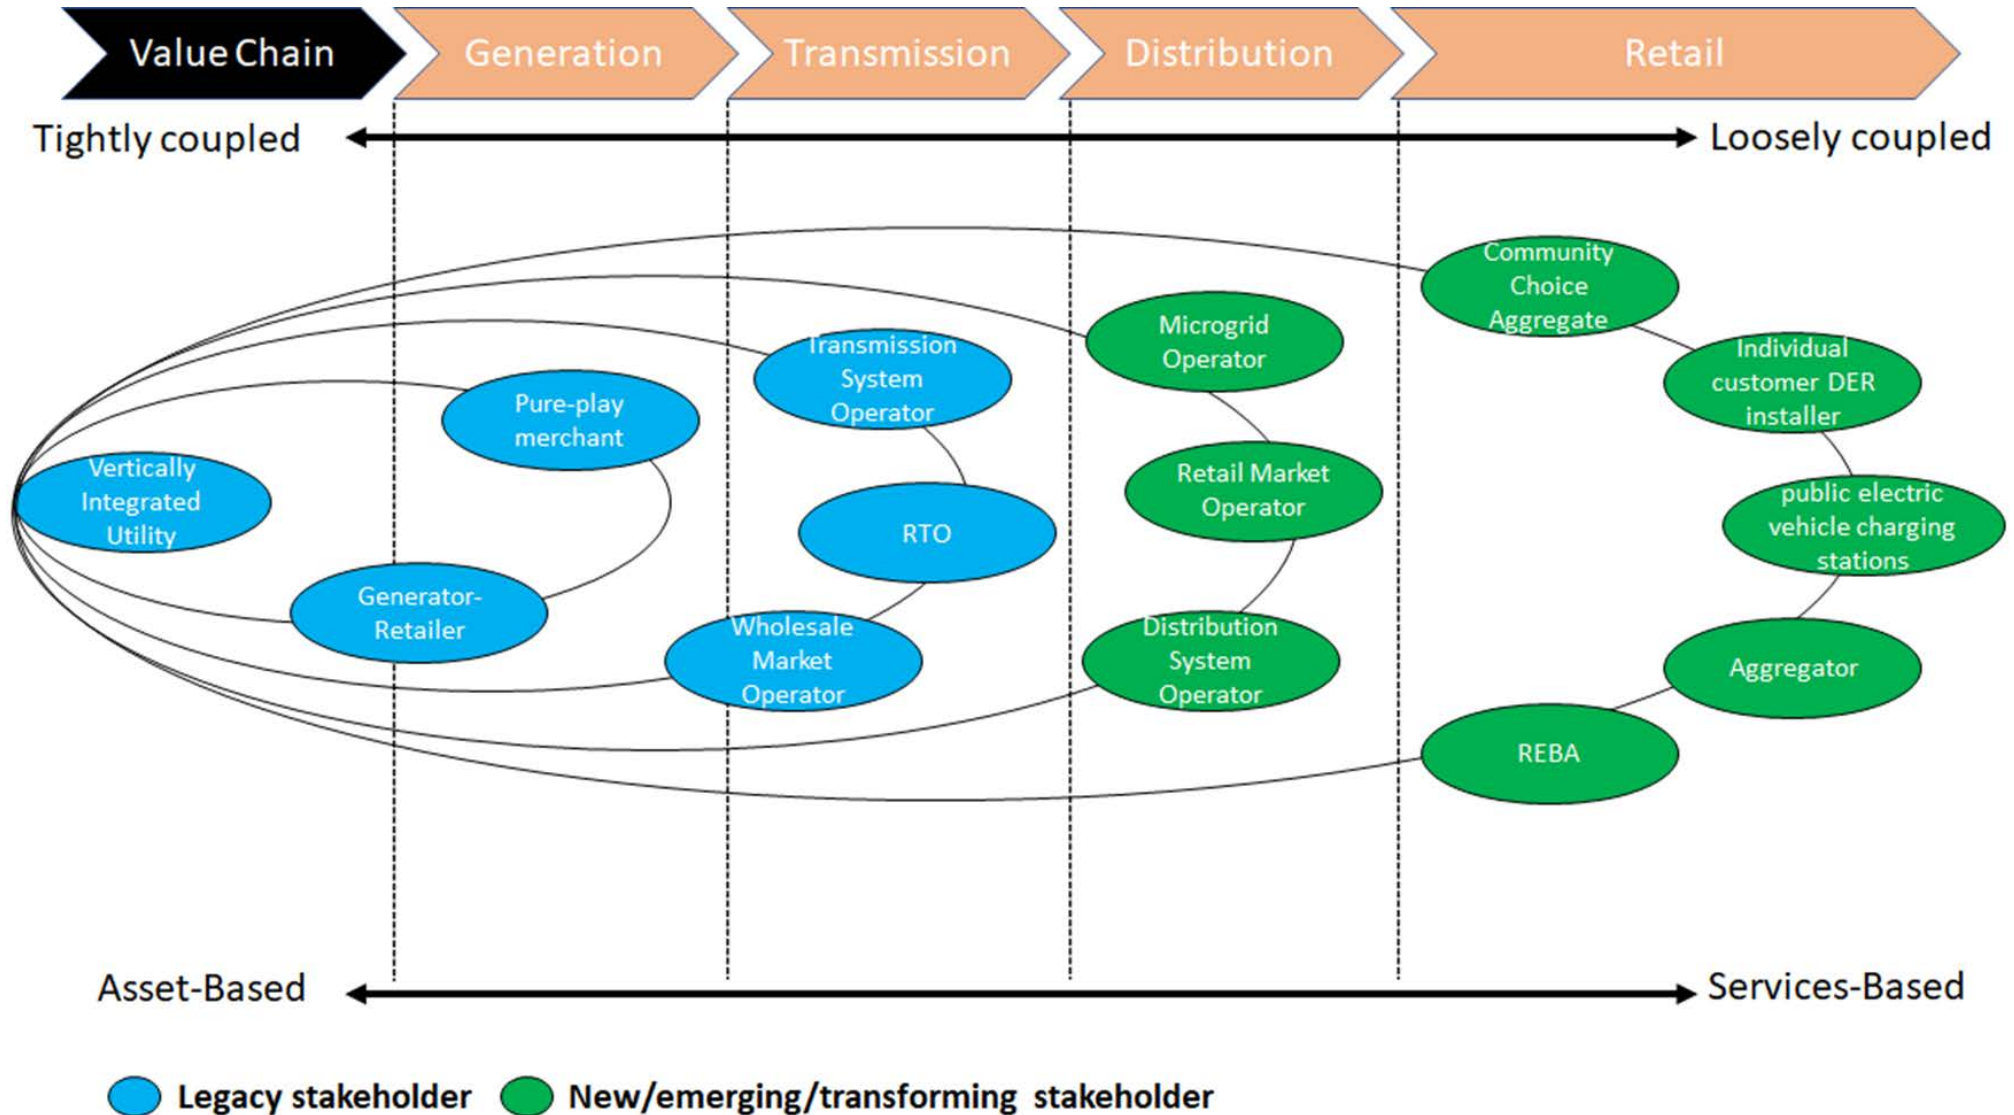 Value Chain
Generation
Transmission
Distribution
Retail
Tightly coupled
Loosely coupled
Community
Choice
Aggregate
Microgrid
Operator
Transmission
System
Operator
Individual
customer DER
installer
Pure-play
merchant
Vertically
Integrated
Utility
Retail Market
Operator
public electric
vehicle charging
stations
RTO
Generator-
Retailer
Wholesale
Market
Operator
Distribution
System
Operator
Aggregator
REBA
Asset-Based
Services-Based
Legacy stakeholder
New/emerging/transforming stakeholder